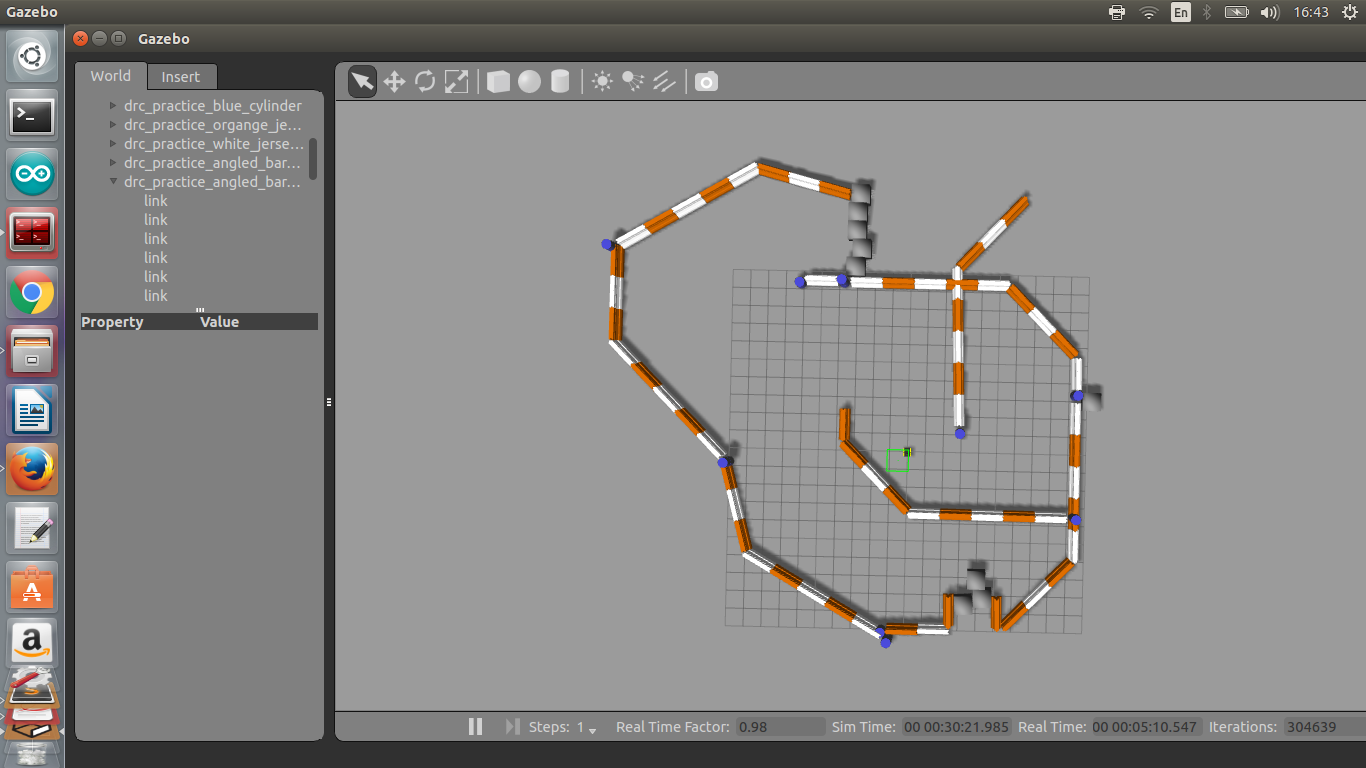 Gazebo
En
16:43
Gazebo
World Insert
drc_practice_blue_cylinder
drc_practice_organge_je...
drc_practice_white_jerse...
drc_practice_angled_bar...
drc_practice_angled_bar...
link
link
link
link
link
link
Property Value
Steps: 1 Real Time Factor: 0.98 Sim Time: 00 00:30:21.985 Real Time: 00 00:05:10.547 Iterations: 304639